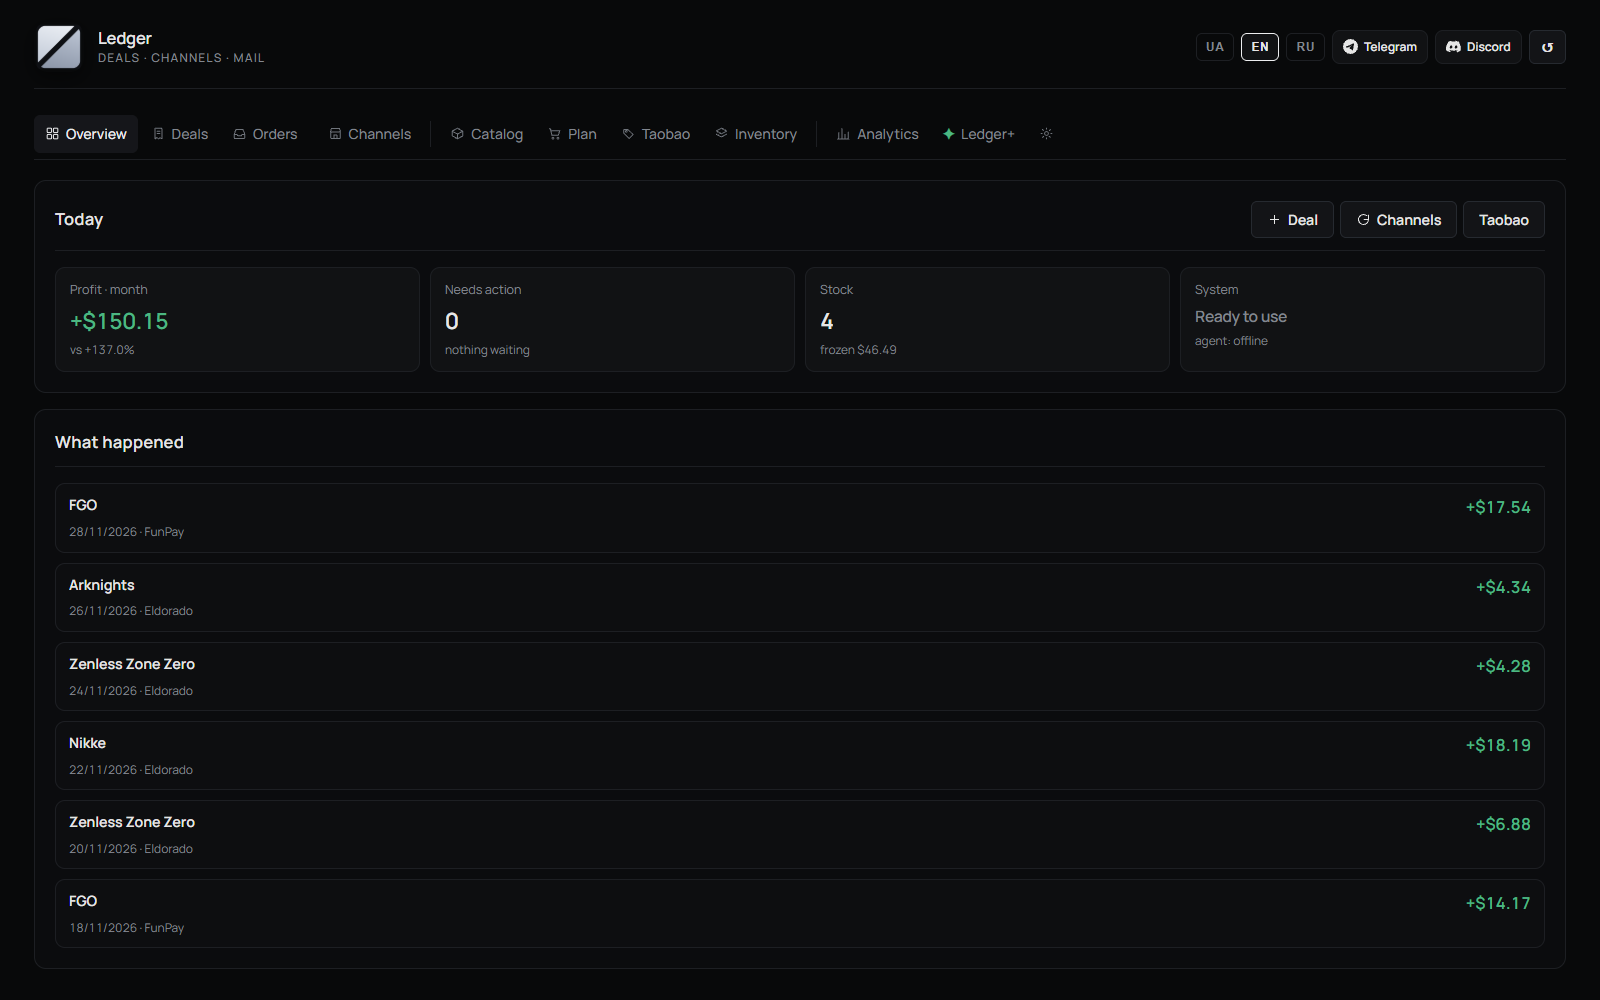 Ledger
DEALS · CHANNELS · MAIL
UA EN RU Telegram Discord
Overview Deals Orders Channels Catalog Plan Taobao Inventory Analytics Ledger+
Today
+ Deal Channels Taobao
Profit · month
+$150.15
vs +137.0%
Needs action
0
nothing waiting
Stock
4
frozen $46.49
System
Ready to use
agent: offline
What happened
FGO
+$17.54
28/11/2026 · FunPay
Arknights
+$4.34
26/11/2026 · Eldorado
Zenless Zone Zero
+$4.28
24/11/2026 · Eldorado
Nikke
+$18.19
22/11/2026 · Eldorado
Zenless Zone Zero
+$6.88
20/11/2026 · Eldorado
FGO
+$14.17
18/11/2026 · FunPay